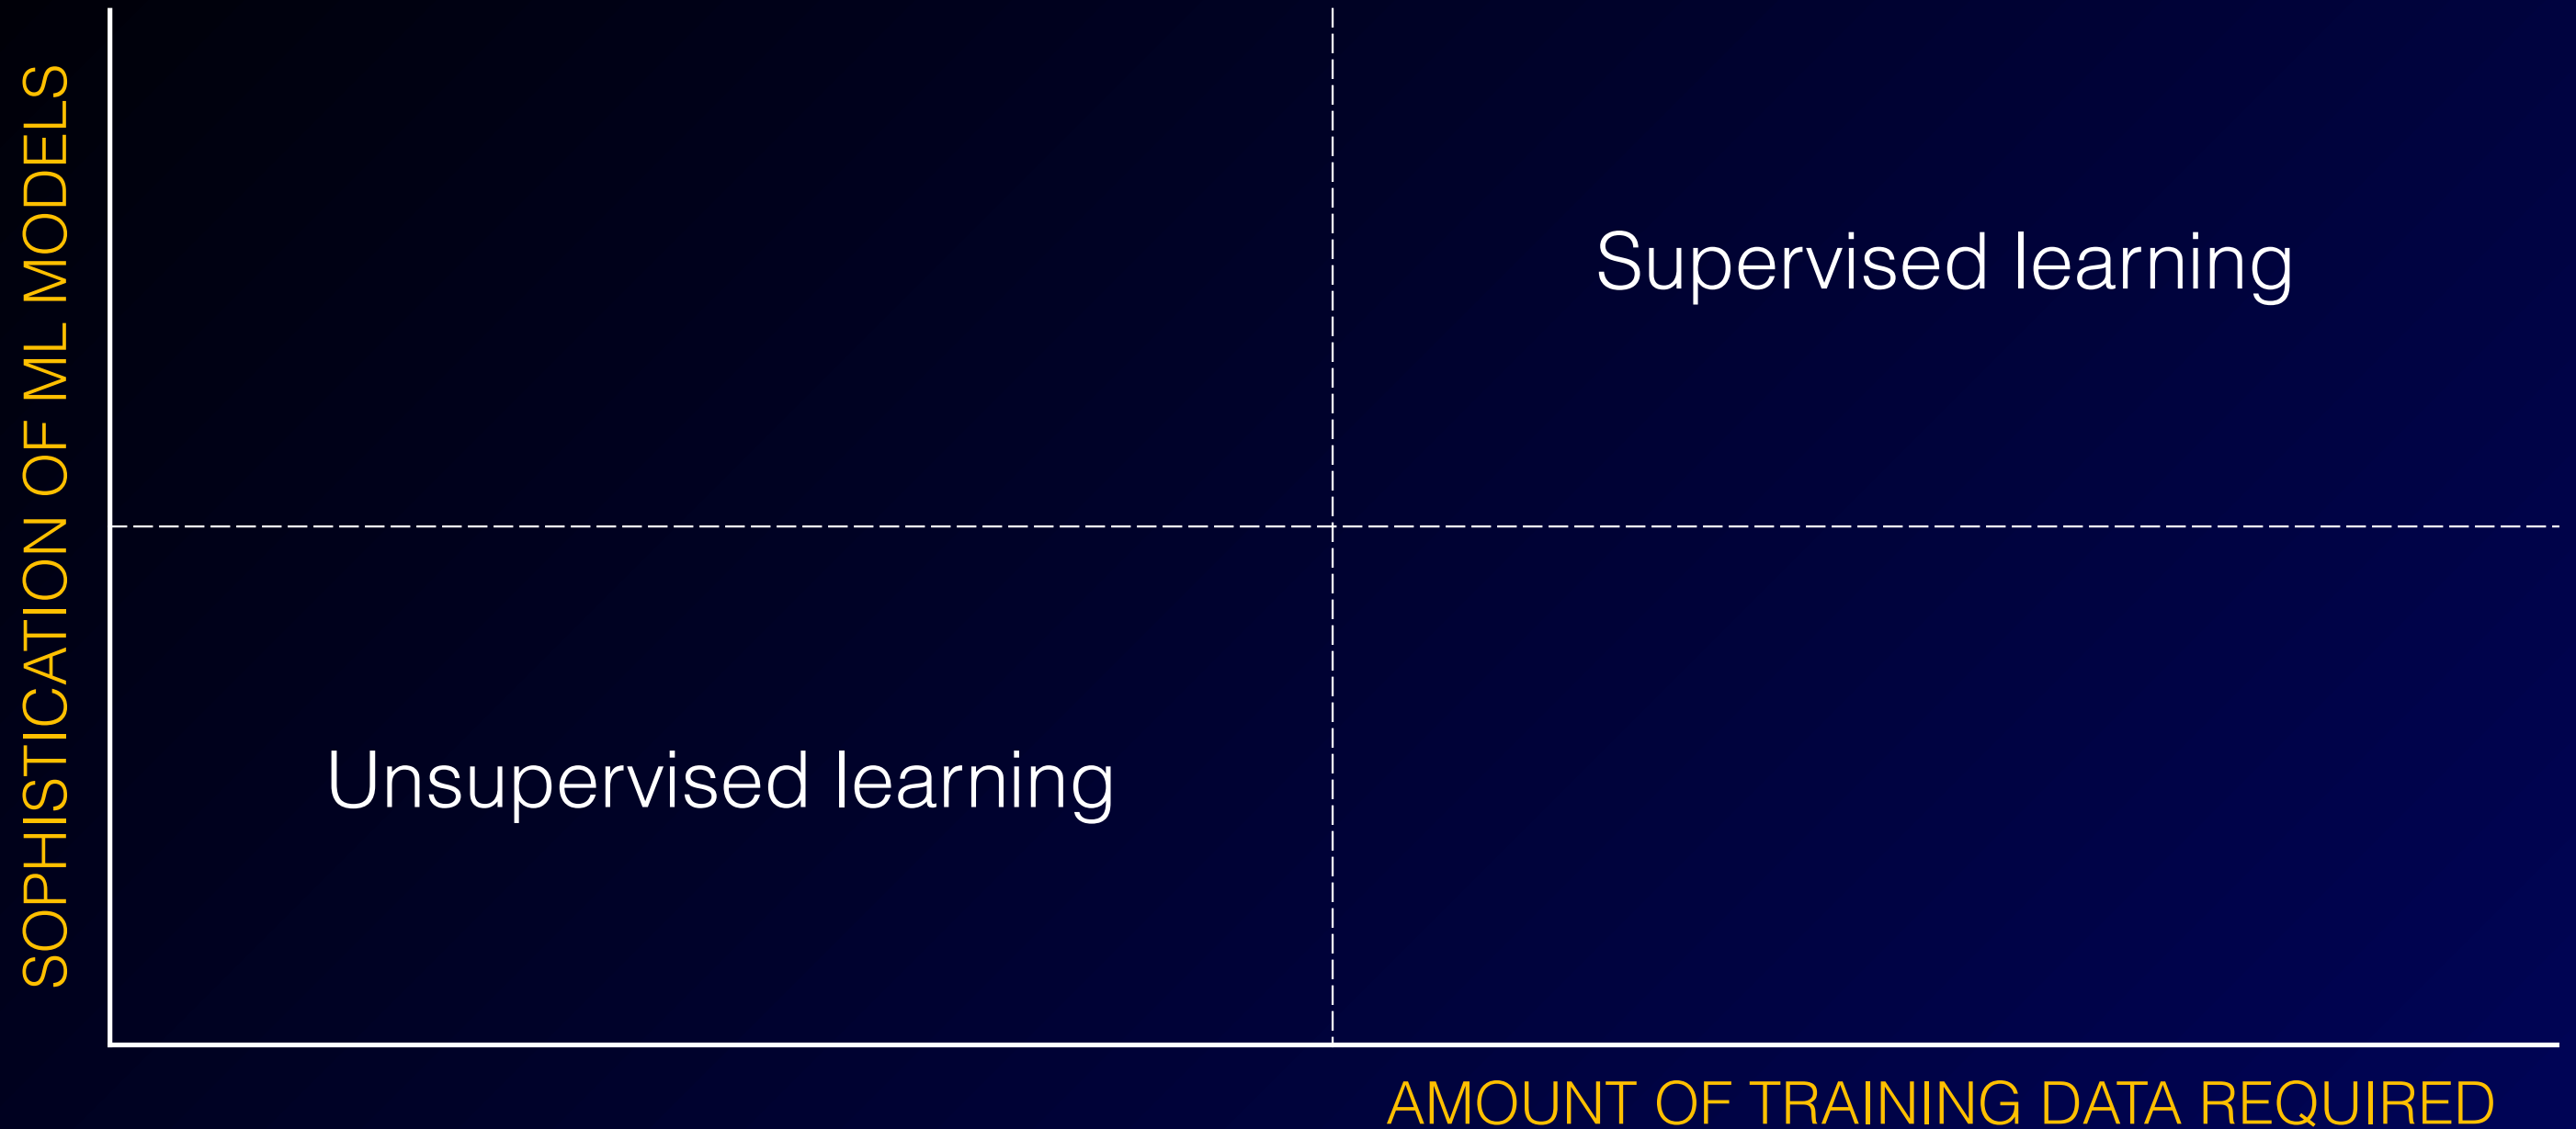 SOPHISTICATION OF ML MODELS
Supervised learning
Unsupervised learning
AMOUNT OF TRAINING DATA REQUIRED